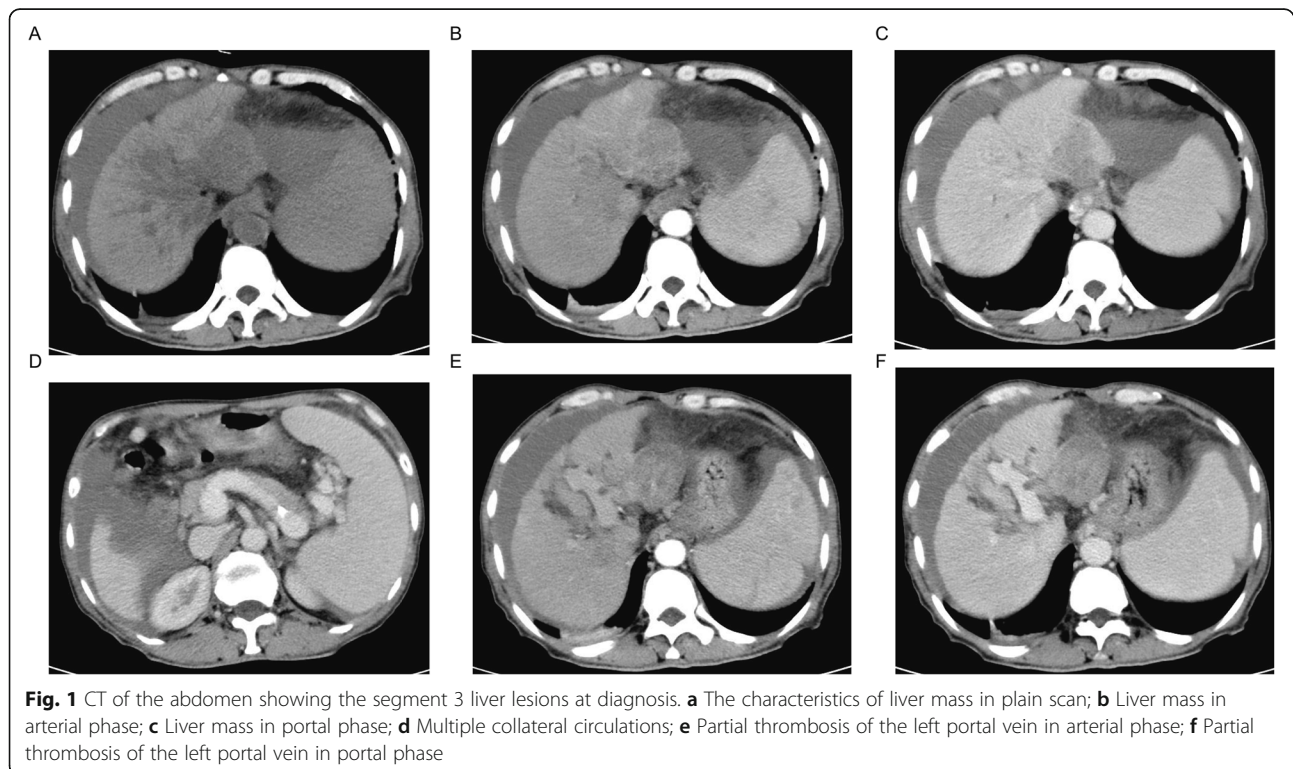 A
B
C
D
E
F
Fig. 1 CT of the abdomen showing the segment 3 liver lesions at diagnosis. a The characteristics of liver mass in plain scan; b Liver mass in
arterial phase; c Liver mass in portal phase; d Multiple collateral circulations; e Partial thrombosis of the left portal vein in arterial phase; f Partial
thrombosis of the left portal vein in portal phase